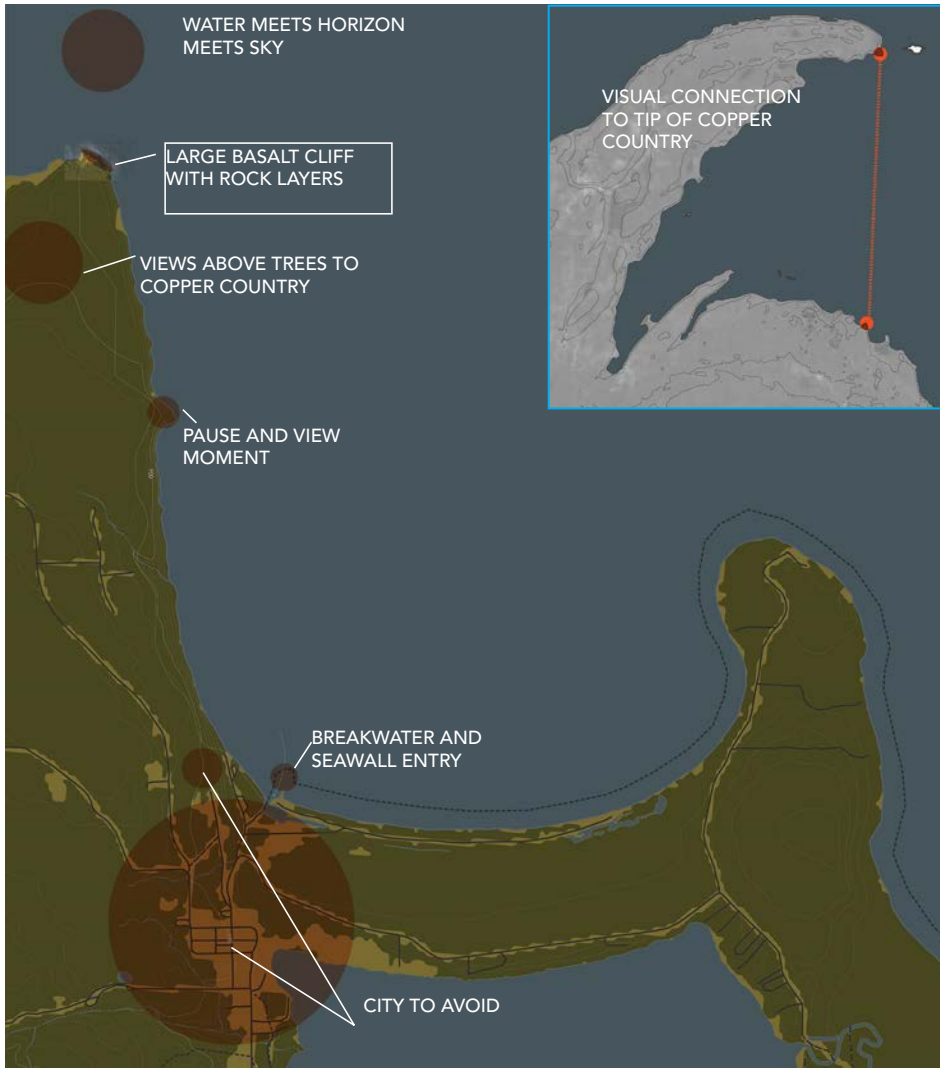 WATER MEETS HORIZON
MEETS SKY
VISUAL CONNECTION
TO TIP OF COPPER
COUNTRY
LARGE BASALT CLIFF
WITH ROCK LAYERS
VIEWS ABOVE TREES TO
COPPER COUNTRY
PAUSE AND VIEW
MOMENT
BREAKWATER AND
SEAWALL ENTRY
CITY TO AVOID